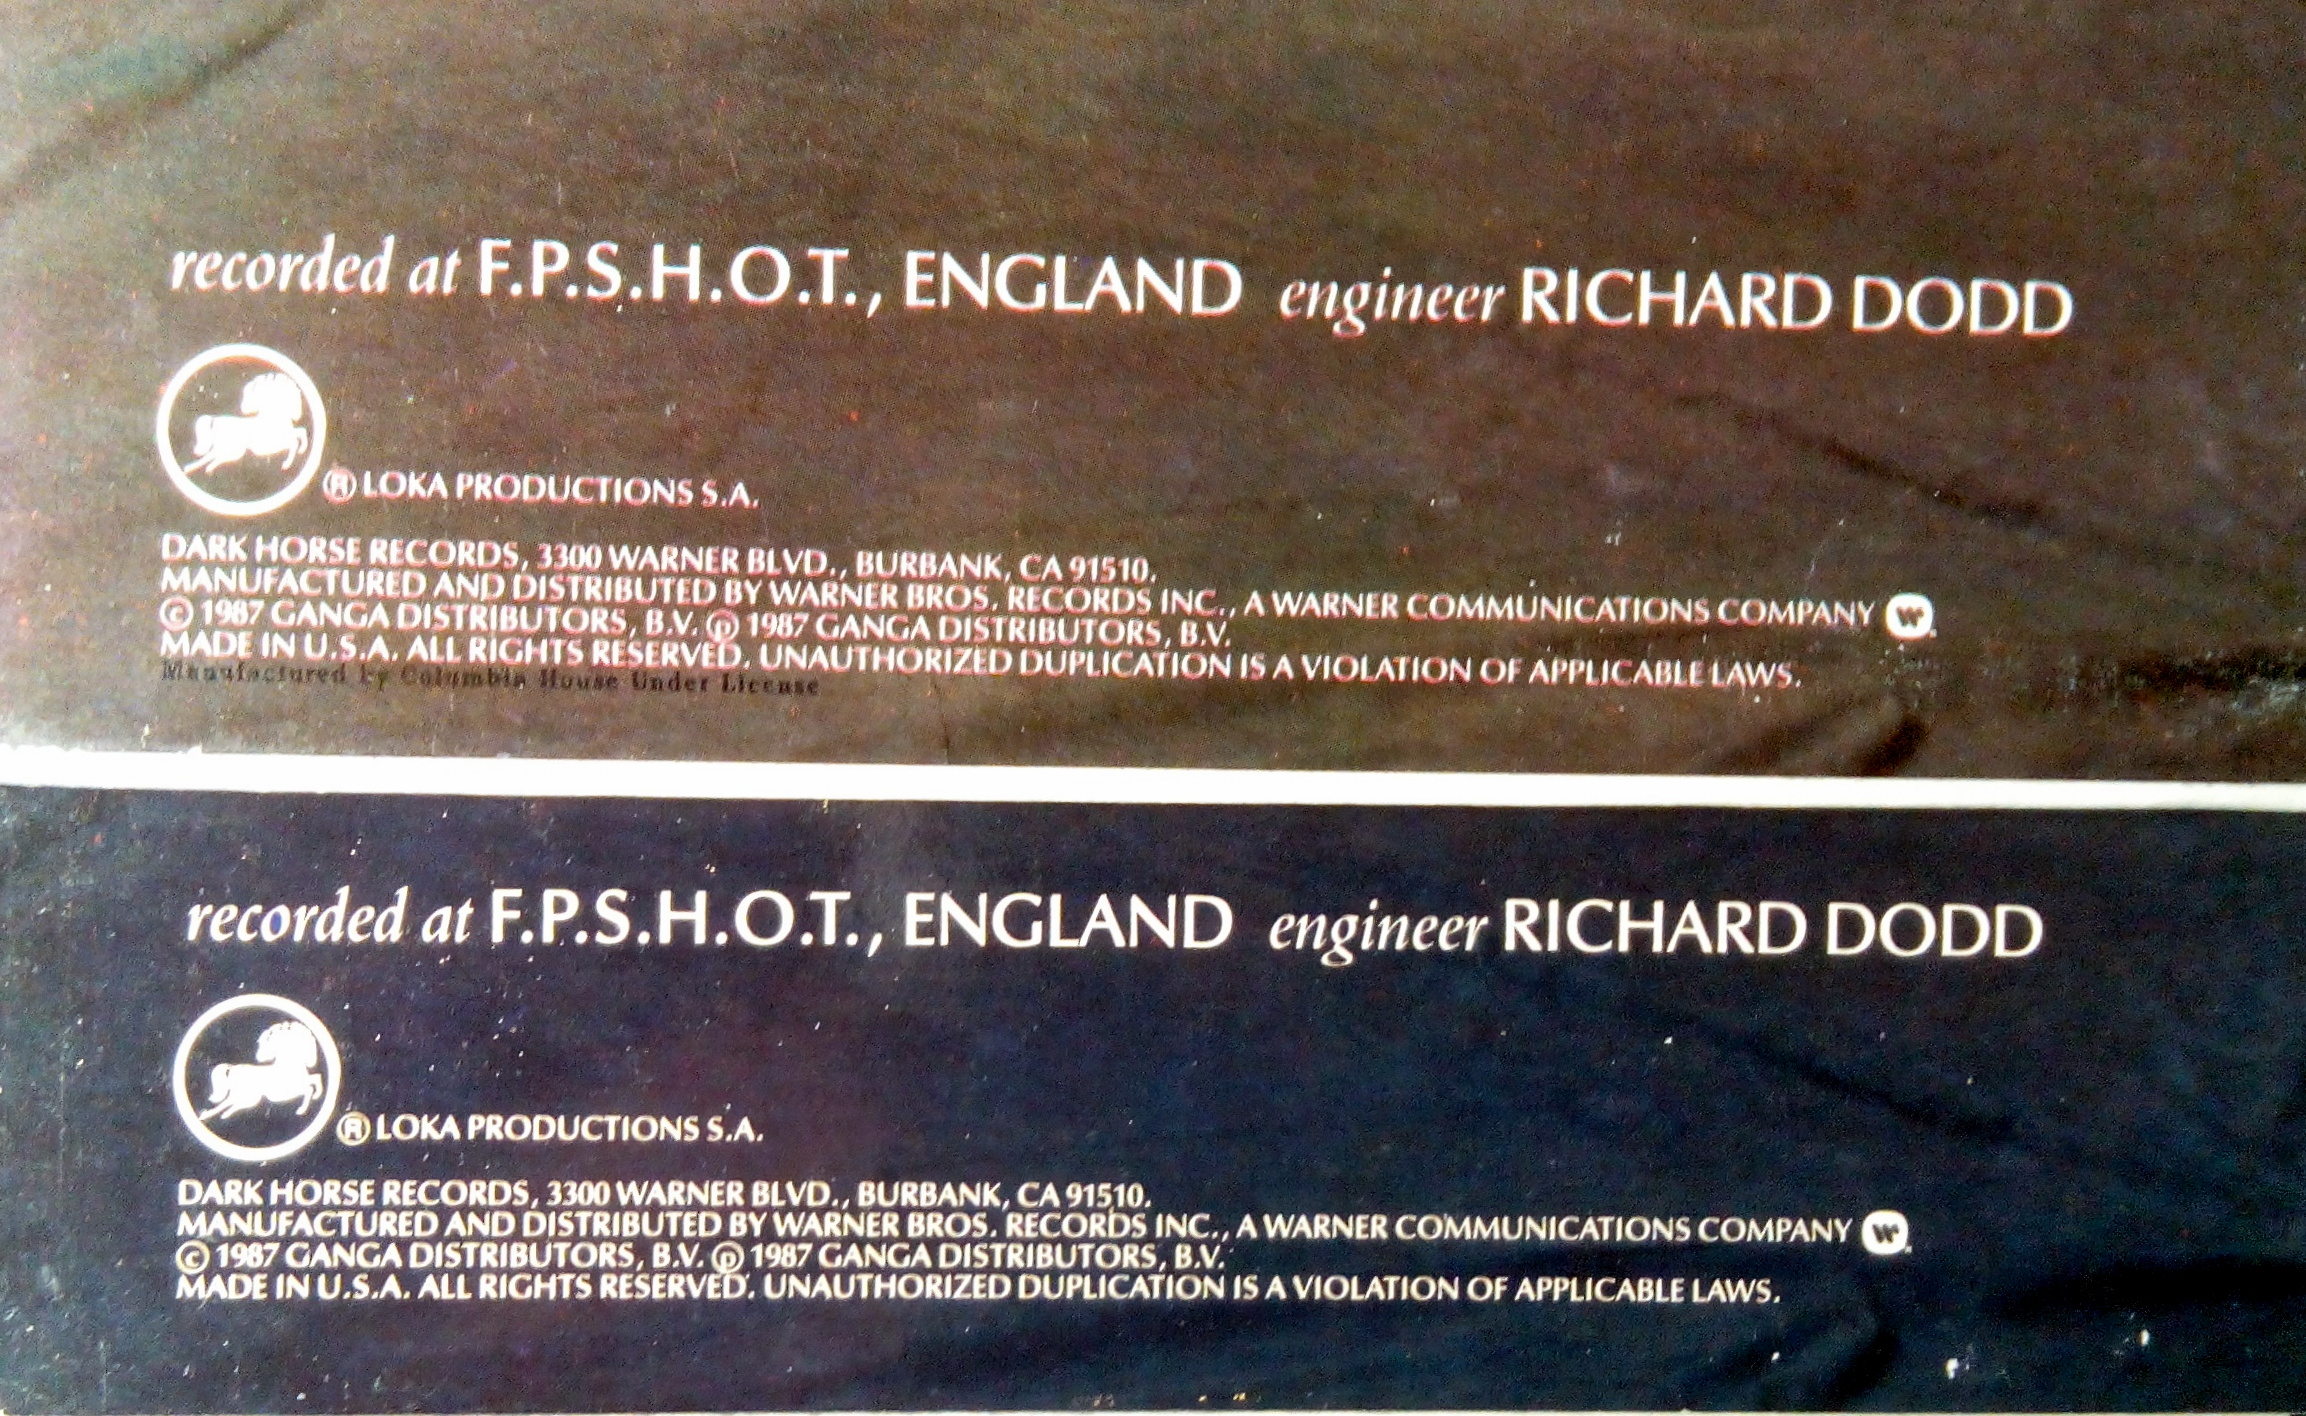 recorded at F.P.S.H.O.T., ENGLAND engineer RICHARD DODD
® LOKA PRODUCTIONS S.A.
DARK HORSE RECORDS, 3300 WARNER BLVD., BURBANK, CA 91510.
MANUFACTURED AND DISTRIBUTED BY WARNER BROS. RECORDS INC., A WARNER COMMUNICATIONS COMPANY W
© 1987 GANGA DISTRIBUTORS, B.V. ℗ 1987 GANGA DISTRIBUTORS, B.V.
MADE IN U.S.A. ALL RIGHTS RESERVED. UNAUTHORIZED DUPLICATION IS A VIOLATION OF APPLICABLE LAWS.
Manufactured by Columbia House Under License
recorded at F.P.S.H.O.T., ENGLAND engineer RICHARD DODD
® LOKA PRODUCTIONS S.A.
DARK HORSE RECORDS, 3300 WARNER BLVD., BURBANK, CA 91510.
MANUFACTURED AND DISTRIBUTED BY WARNER BROS. RECORDS INC., A WARNER COMMUNICATIONS COMPANY W
© 1987 GANGA DISTRIBUTORS, B.V. ℗ 1987 GANGA DISTRIBUTORS, B.V.
MADE IN U.S.A. ALL RIGHTS RESERVED. UNAUTHORIZED DUPLICATION IS A VIOLATION OF APPLICABLE LAWS.